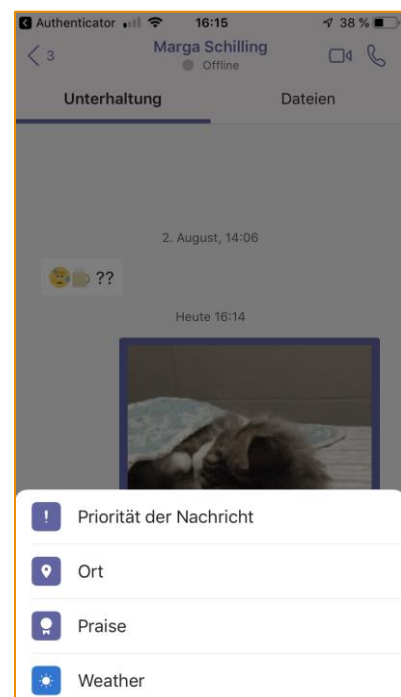 Authenticator 16:15 38 %
3 Marga Schilling
Offline
Unterhaltung Dateien
2. August, 14:06
??
Heute 16:14
Priorität der Nachricht
Ort
Praise
Weather